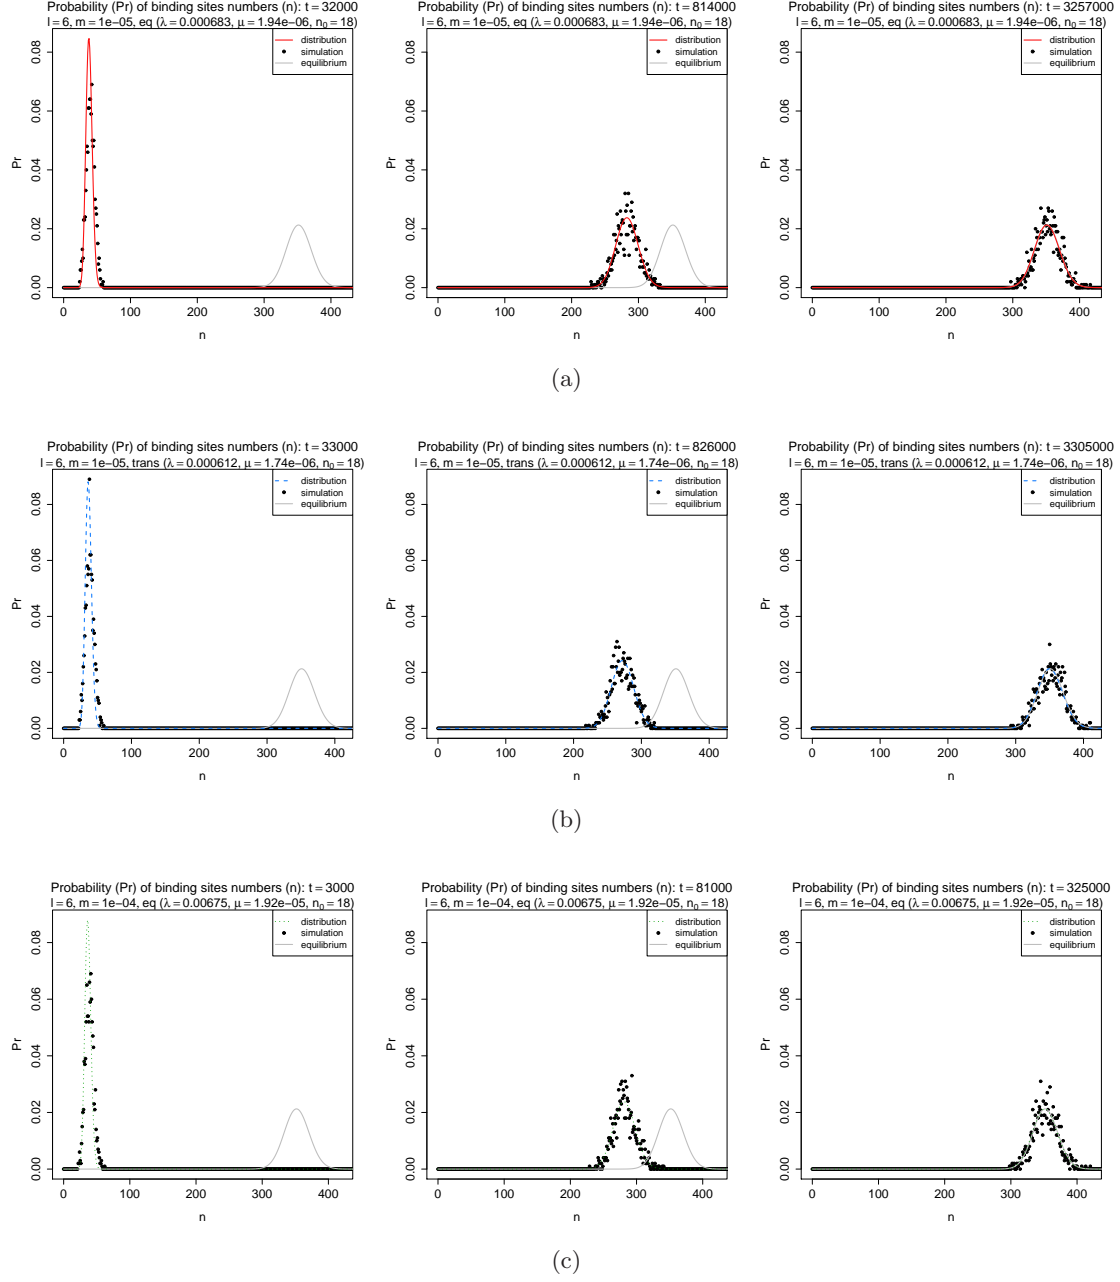 Probability (Pr) of binding sites numbers (n): t = 32000
l = 6, m = 1e−05, eq (λ = 0.000683, μ = 1.94e−06, n₀ = 18)
distribution
simulation
equilibrium
Pr
0.00 0.02 0.04 0.06 0.08
0 100 200 300 400
n
Probability (Pr) of binding sites numbers (n): t = 814000
l = 6, m = 1e−05, eq (λ = 0.000683, μ = 1.94e−06, n₀ = 18)
distribution
simulation
equilibrium
Pr
0.00 0.02 0.04 0.06 0.08
0 100 200 300 400
n
Probability (Pr) of binding sites numbers (n): t = 3257000
l = 6, m = 1e−05, eq (λ = 0.000683, μ = 1.94e−06, n₀ = 18)
distribution
simulation
equilibrium
Pr
0.00 0.02 0.04 0.06 0.08
0 100 200 300 400
n
(a)
Probability (Pr) of binding sites numbers (n): t = 33000
l = 6, m = 1e−05, trans (λ = 0.000612, μ = 1.74e−06, n₀ = 18)
distribution
simulation
equilibrium
Pr
0.00 0.02 0.04 0.06 0.08
0 100 200 300 400
n
Probability (Pr) of binding sites numbers (n): t = 826000
l = 6, m = 1e−05, trans (λ = 0.000612, μ = 1.74e−06, n₀ = 18)
distribution
simulation
equilibrium
Pr
0.00 0.02 0.04 0.06 0.08
0 100 200 300 400
n
Probability (Pr) of binding sites numbers (n): t = 3305000
l = 6, m = 1e−05, trans (λ = 0.000612, μ = 1.74e−06, n₀ = 18)
distribution
simulation
equilibrium
Pr
0.00 0.02 0.04 0.06 0.08
0 100 200 300 400
n
(b)
Probability (Pr) of binding sites numbers (n): t = 3000
l = 6, m = 1e−04, eq (λ = 0.00675, μ = 1.92e−05, n₀ = 18)
distribution
simulation
equilibrium
Pr
0.00 0.02 0.04 0.06 0.08
0 100 200 300 400
n
Probability (Pr) of binding sites numbers (n): t = 81000
l = 6, m = 1e−04, eq (λ = 0.00675, μ = 1.92e−05, n₀ = 18)
distribution
simulation
equilibrium
Pr
0.00 0.02 0.04 0.06 0.08
0 100 200 300 400
n
Probability (Pr) of binding sites numbers (n): t = 325000
l = 6, m = 1e−04, eq (λ = 0.00675, μ = 1.92e−05, n₀ = 18)
distribution
simulation
equilibrium
Pr
0.00 0.02 0.04 0.06 0.08
0 100 200 300 400
n
(c)